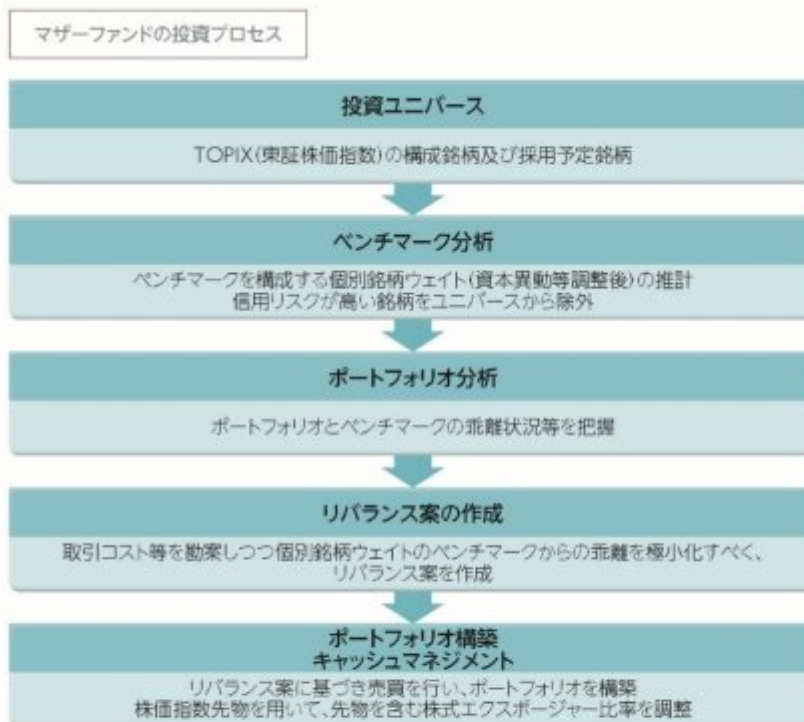 マザーファンドの投資プロセス
投資ユニバース
TOPIX(東証株価指数)の構成銘柄及び採用予定銘柄
ベンチマーク分析
ベンチマークを構成する個別銘柄ウェイト(資本異動等調整後)の推計
信用リスクが高い銘柄をユニバースから除外
ポートフォリオ分析
ポートフォリオとベンチマークの乖離状況等を把握
リバランス案の作成
取引コスト等を勘案しつつ個別銘柄ウェイトのベンチマークからの乖離を極小化すべく、
リバランス案を作成
ポートフォリオ構築
キャッシュマネジメント
リバランス案に基づき売買を行い、ポートフォリオを構築
株価指数先物を用いて、先物を含む株式エクスポージャー比率を調整